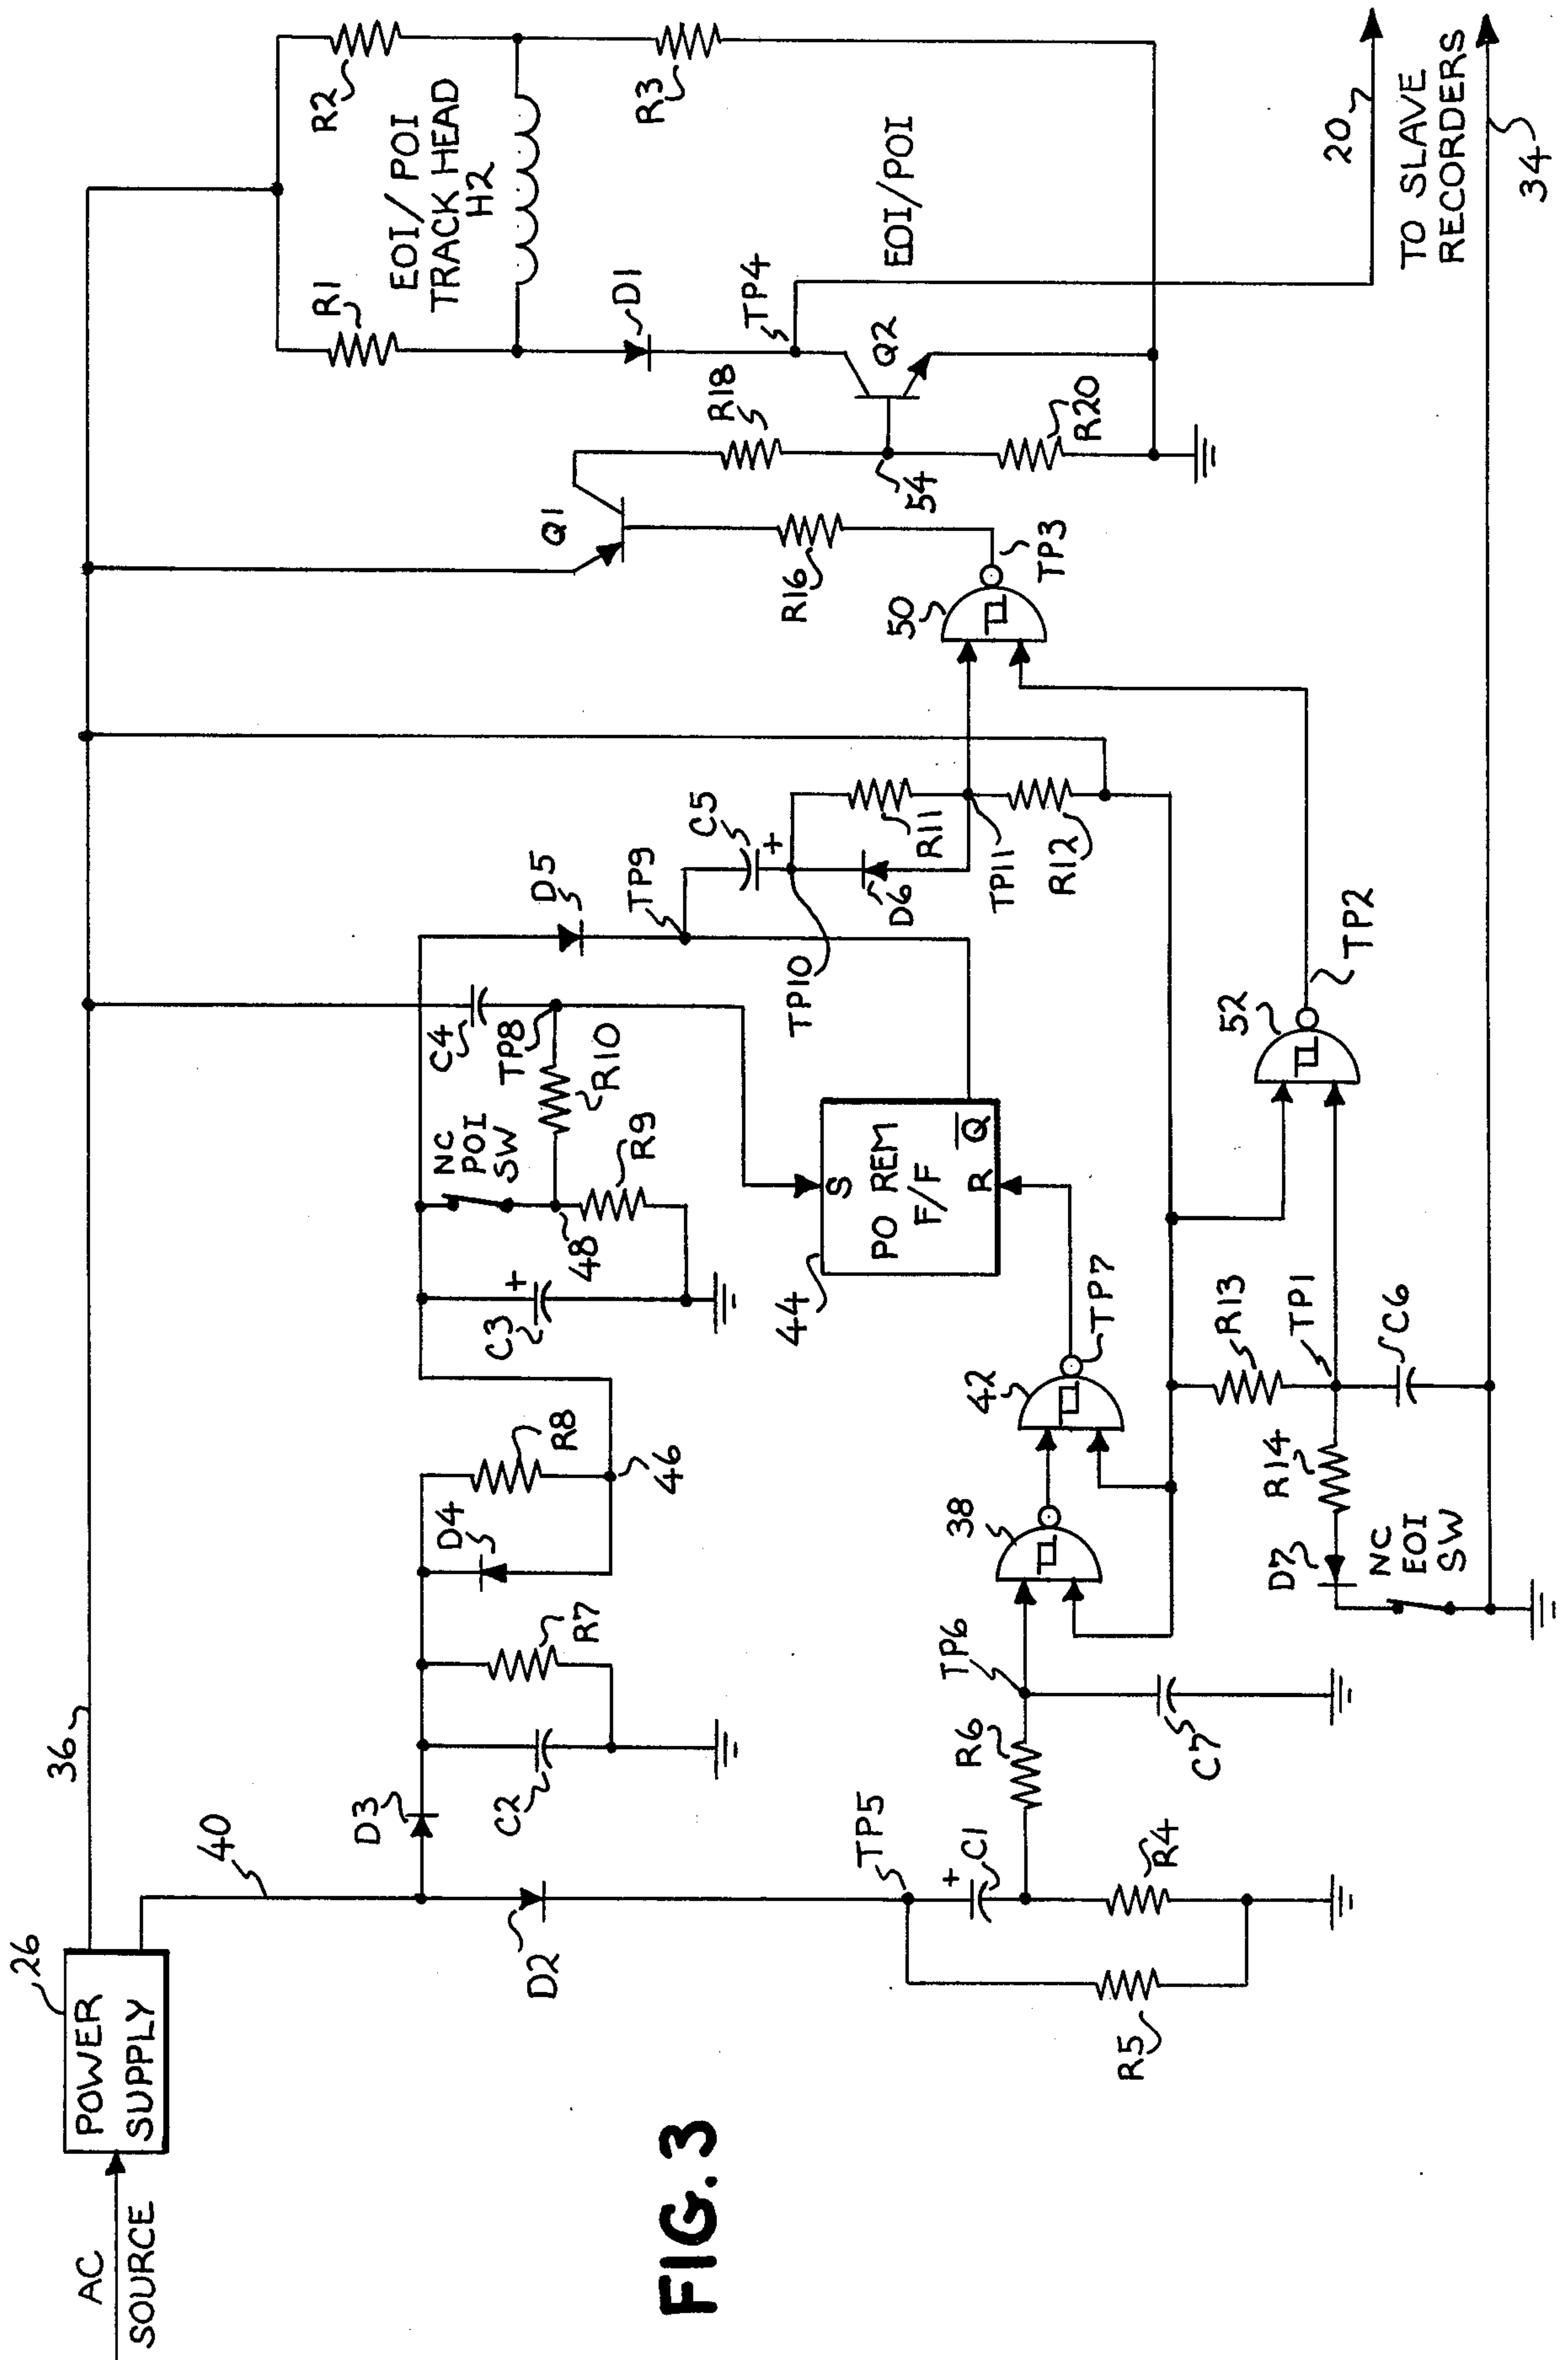 AC
SOURCE
26
POWER
SUPPLY
36
40
D3
D2
C2
R7
D4
R8
46
C3
+
48
NC
POI
SW
R9
R10
TP8
C4
D5
TP9
C5
+
TP10
D6
R11
TP11
R12
44
S
PO REM
F/F
R
Q̅
TP5
+
C1
R4
R5
R6
TP6
C7
38
42
TP7
D7
R14
NC
EOI
SW
R13
TP1
C6
52
TP2
50
TP3
R16
Q1
R18
54
R20
Q2
TP4
D1
R1
R2
EOI/POI
TRACK HEAD
H2
R3
EOI/POI
20
TO SLAVE
RECORDERS
34
FIG.3